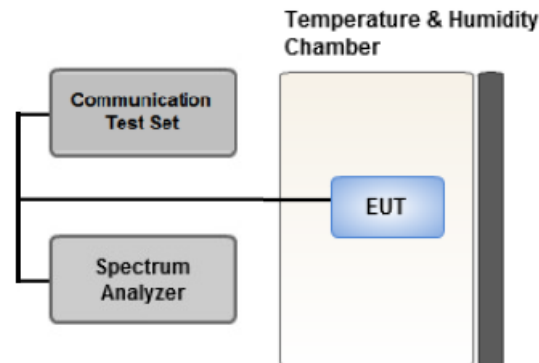 Temperature & Humidity
Chamber
Communication
Test Set
EUT
Spectrum
Analyzer